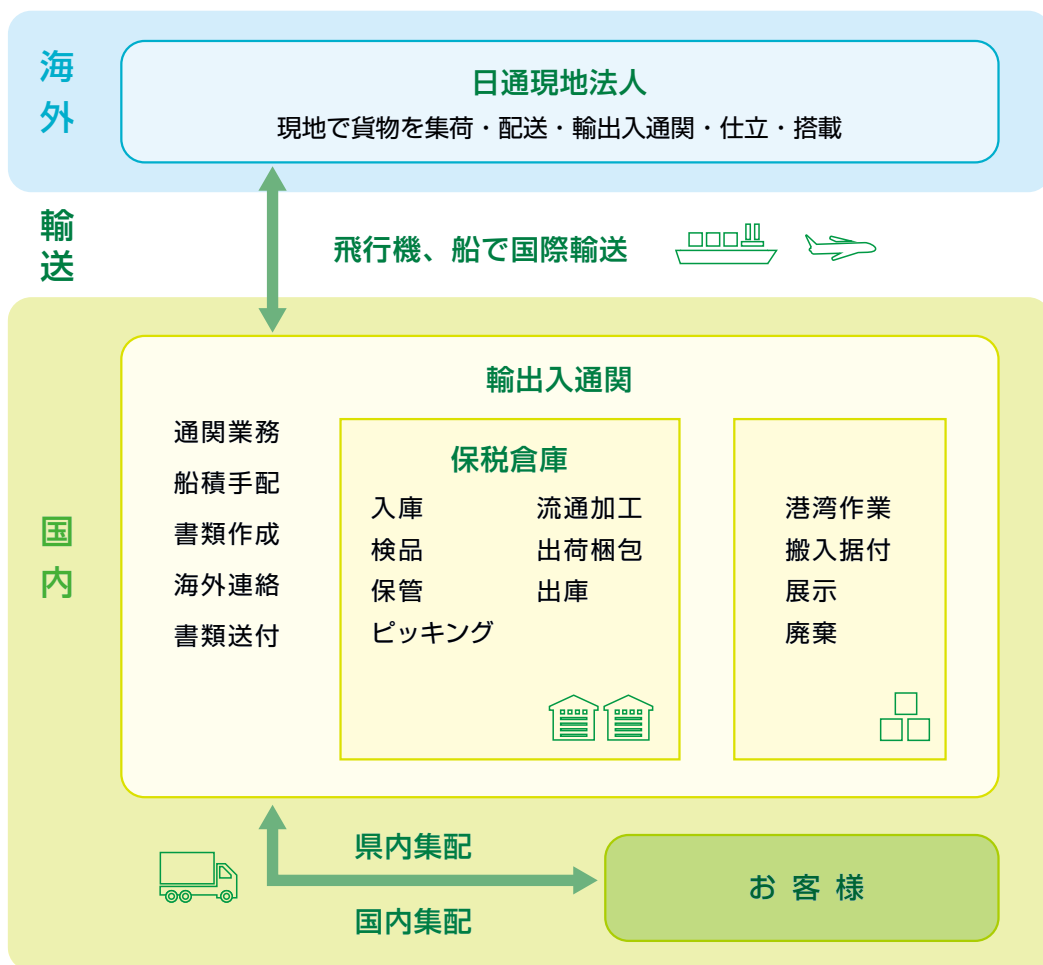 海外
日通現地法人
現地で貨物を集荷・配送・輸出入通関・仕立・搭載
輸送
飛行機、船で国際輸送
国内
輸出入通関
通関業務
船積手配
書類作成
海外連絡
書類送付
保税倉庫
入庫
検品
保管
ピッキング
流通加工
出荷梱包
出庫
港湾作業
搬入据付
展示
廃棄
県内集配
国内集配
お客様